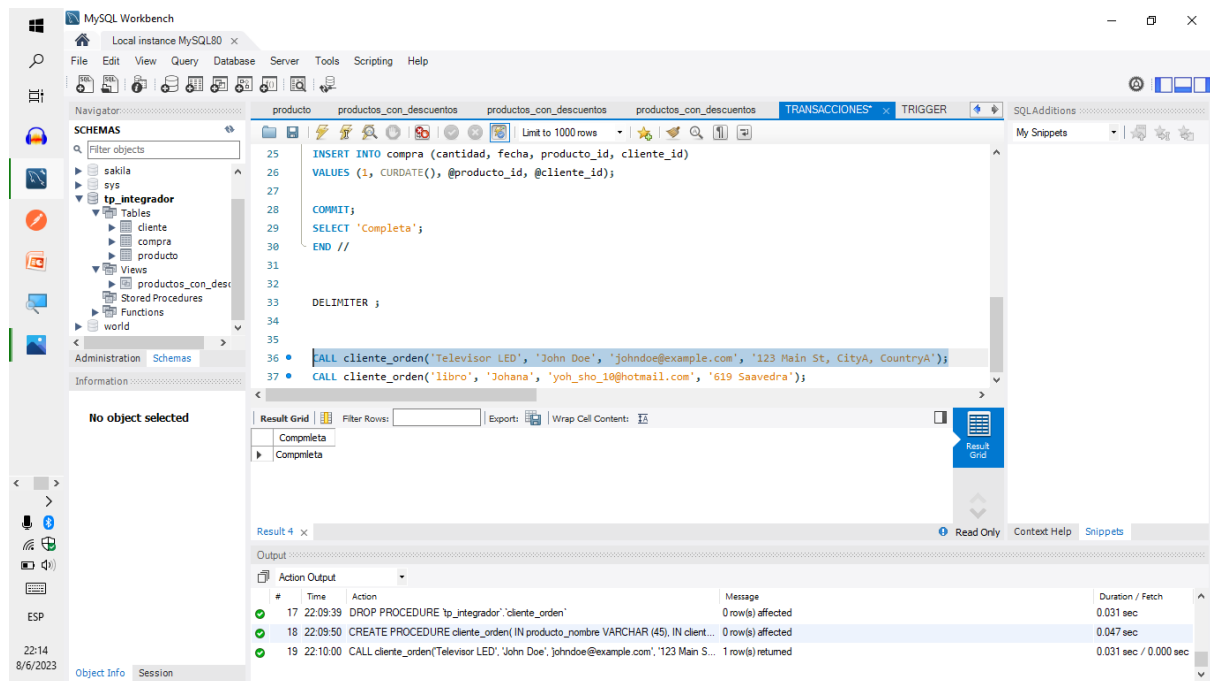 MySQL Workbench
Local instance MySQL80
File Edit View Query Database Server Tools Scripting Help
Navigator
SCHEMAS
Filter objects
sakila
sys
tp_integrador
Tables
cliente
compra
producto
Views
productos_con_desc
Stored Procedures
Functions
world
Administration Schemas
Information
No object selected
Object Info Session
producto productos_con_descuentos productos_con_descuentos productos_con_descuentos TRANSACCIONES* TRIGGER
Limit to 1000 rows
25 INSERT INTO compra (cantidad, fecha, producto_id, cliente_id)
26 VALUES (1, CURDATE(), @producto_id, @cliente_id);
27
28 COMMIT;
29 SELECT 'Completa';
30 END //
31
32
33 DELIMITER ;
34
35
36 CALL cliente_orden('Televisor LED', 'John Doe', 'johndoe@example.com', '123 Main St, CityA, CountryA');
37 CALL cliente_orden('libro', 'Johana', 'yoh_sho_10@hotmail.com', '619 Saavedra');
Result Grid Filter Rows: Export: Wrap Cell Content:
Compmleta
Compmleta
Result Grid
Result 4
Read Only
SQLAdditions
My Snippets
Context Help Snippets
Output
Action Output
# Time Action Message Duration / Fetch
17 22:09:39 DROP PROCEDURE `tp_integrador`.`cliente_orden` 0 row(s) affected 0.031 sec
18 22:09:50 CREATE PROCEDURE cliente_orden( IN producto_nombre VARCHAR (45), IN client... 0 row(s) affected 0.047 sec
19 22:10:00 CALL cliente_orden('Televisor LED', 'John Doe', 'johndoe@example.com', '123 Main S... 1 row(s) returned 0.031 sec / 0.000 sec
ESP
22:14
8/6/2023